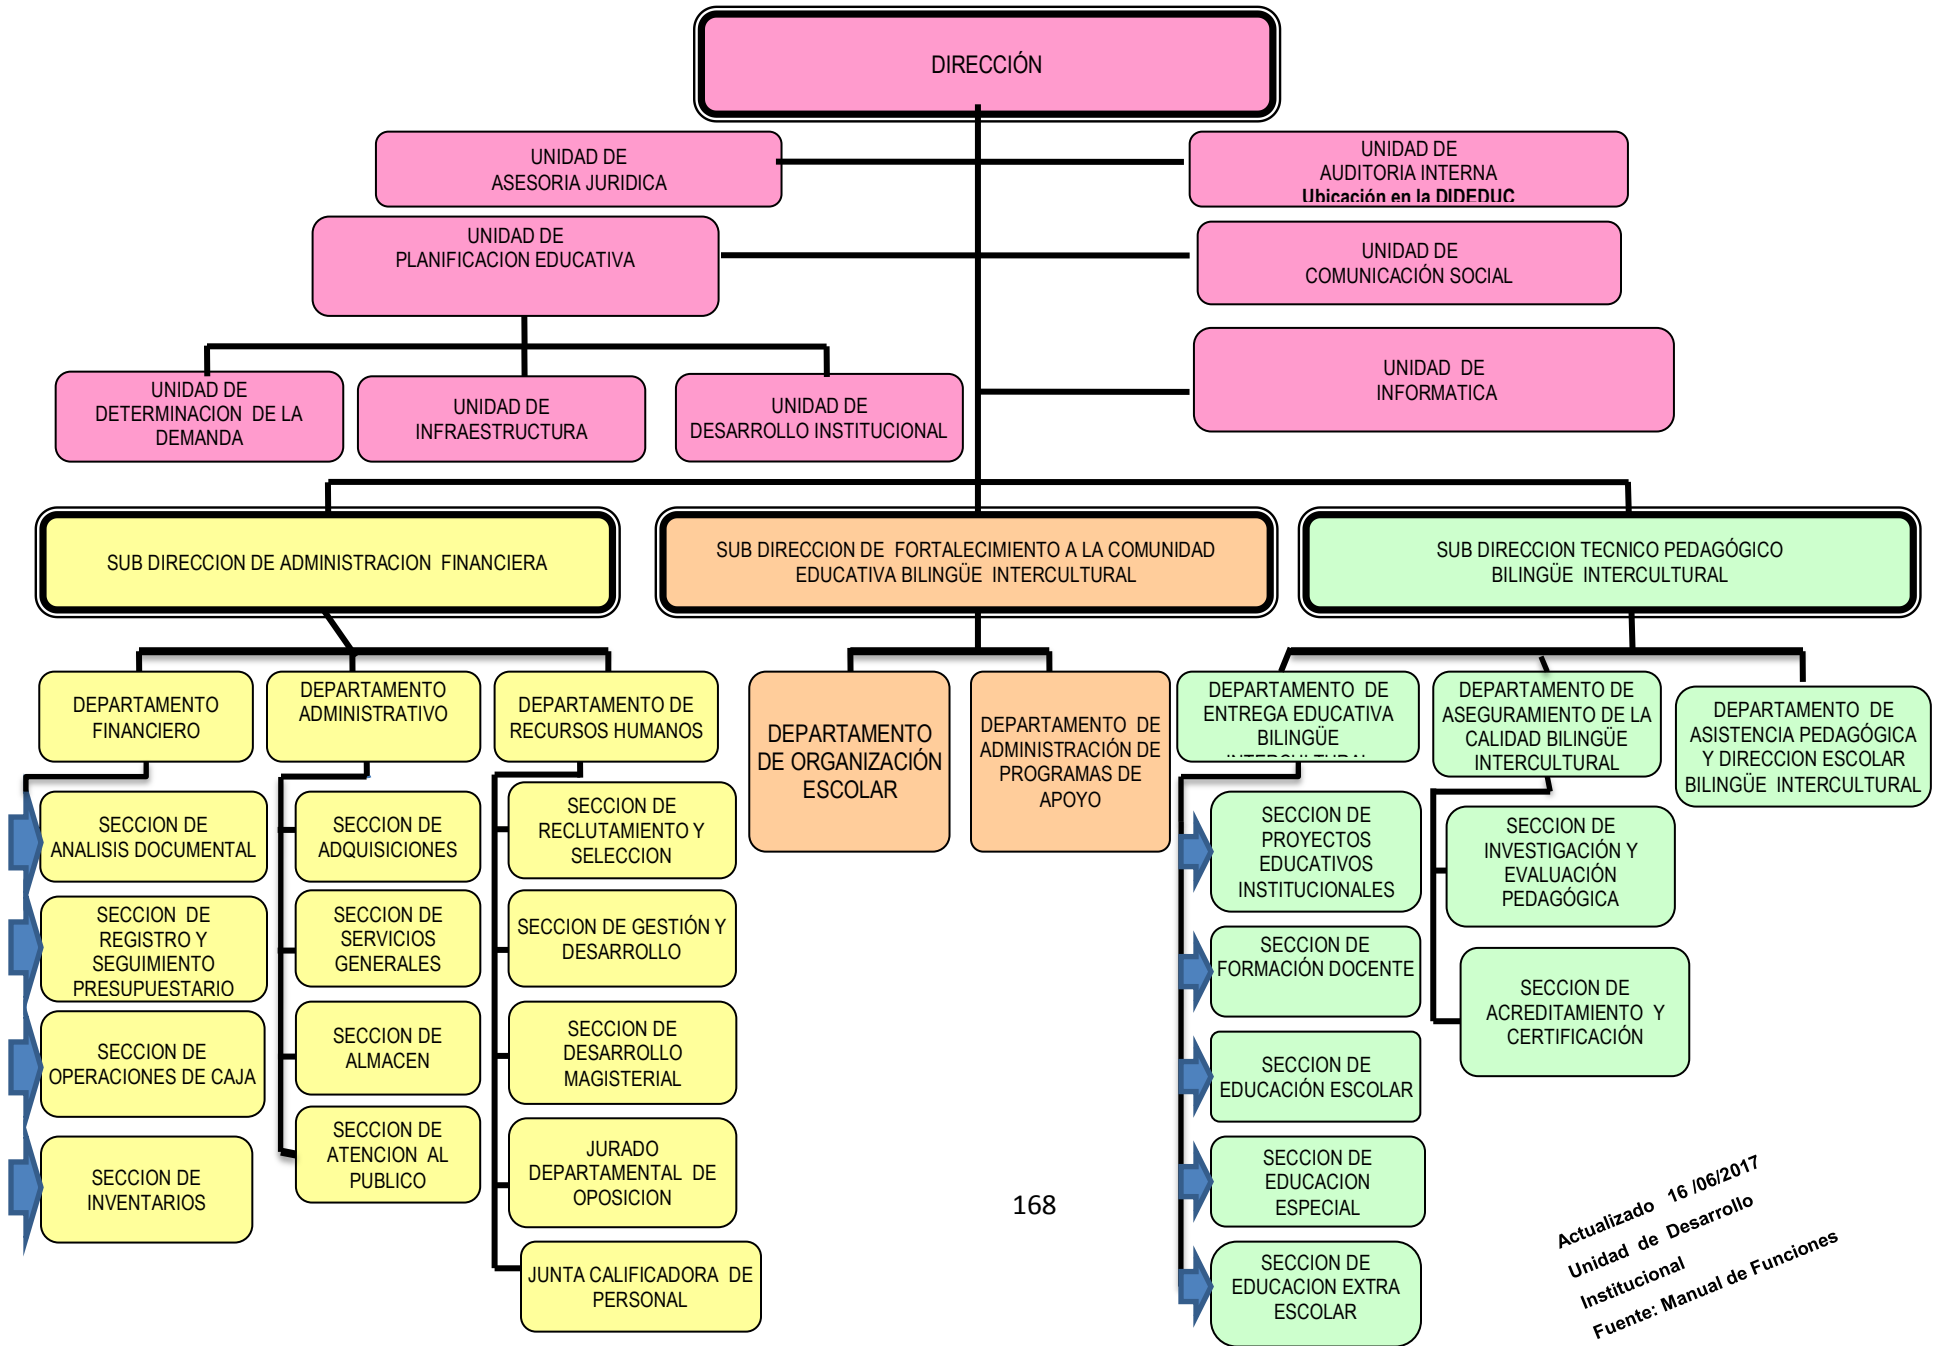 DIRECCIÓN
UNIDAD DE
ASESORIA JURIDICA
UNIDAD DE
AUDITORIA INTERNA
Ubicación en la DIDEDUC
UNIDAD DE
PLANIFICACION EDUCATIVA
UNIDAD DE
COMUNICACIÓN SOCIAL
UNIDAD DE
INFORMATICA
UNIDAD DE
DETERMINACION DE LA
DEMANDA
UNIDAD DE
INFRAESTRUCTURA
UNIDAD DE
DESARROLLO INSTITUCIONAL
SUB DIRECCION DE ADMINISTRACION FINANCIERA
SUB DIRECCION DE FORTALECIMIENTO A LA COMUNIDAD
EDUCATIVA BILINGÜE INTERCULTURAL
SUB DIRECCION TECNICO PEDAGÓGICO
BILINGÜE INTERCULTURAL
DEPARTAMENTO
FINANCIERO
DEPARTAMENTO
ADMINISTRATIVO
DEPARTAMENTO DE
RECURSOS HUMANOS
DEPARTAMENTO
DE ORGANIZACIÓN
ESCOLAR
DEPARTAMENTO DE
ADMINISTRACIÓN DE
PROGRAMAS DE
APOYO
DEPARTAMENTO DE
ENTREGA EDUCATIVA
BILINGÜE
INTERCULTURAL
DEPARTAMENTO DE
ASEGURAMIENTO DE LA
CALIDAD BILINGÜE
INTERCULTURAL
DEPARTAMENTO DE
ASISTENCIA PEDAGÓGICA
Y DIRECCION ESCOLAR
BILINGÜE INTERCULTURAL
SECCION DE
ANALISIS DOCUMENTAL
SECCION DE
REGISTRO Y
SEGUIMIENTO
PRESUPUESTARIO
SECCION DE
OPERACIONES DE CAJA
SECCION DE
INVENTARIOS
SECCION DE
ADQUISICIONES
SECCION DE
SERVICIOS
GENERALES
SECCION DE
ALMACEN
SECCION DE
ATENCION AL
PUBLICO
SECCION DE
RECLUTAMIENTO Y
SELECCION
SECCION DE GESTIÓN Y
DESARROLLO
SECCION DE
DESARROLLO
MAGISTERIAL
JURADO
DEPARTAMENTAL DE
OPOSICION
JUNTA CALIFICADORA DE
PERSONAL
SECCION DE
PROYECTOS
EDUCATIVOS
INSTITUCIONALES
SECCION DE
FORMACIÓN DOCENTE
SECCION DE
EDUCACIÓN ESCOLAR
SECCION DE
EDUCACION
ESPECIAL
SECCION DE
EDUCACION EXTRA
ESCOLAR
SECCION DE
INVESTIGACIÓN Y
EVALUACIÓN
PEDAGÓGICA
SECCION DE
ACREDITAMIENTO Y
CERTIFICACIÓN
168
Actualizado 16 /06/2017
Unidad de Desarrollo
Institucional
Fuente: Manual de Funciones